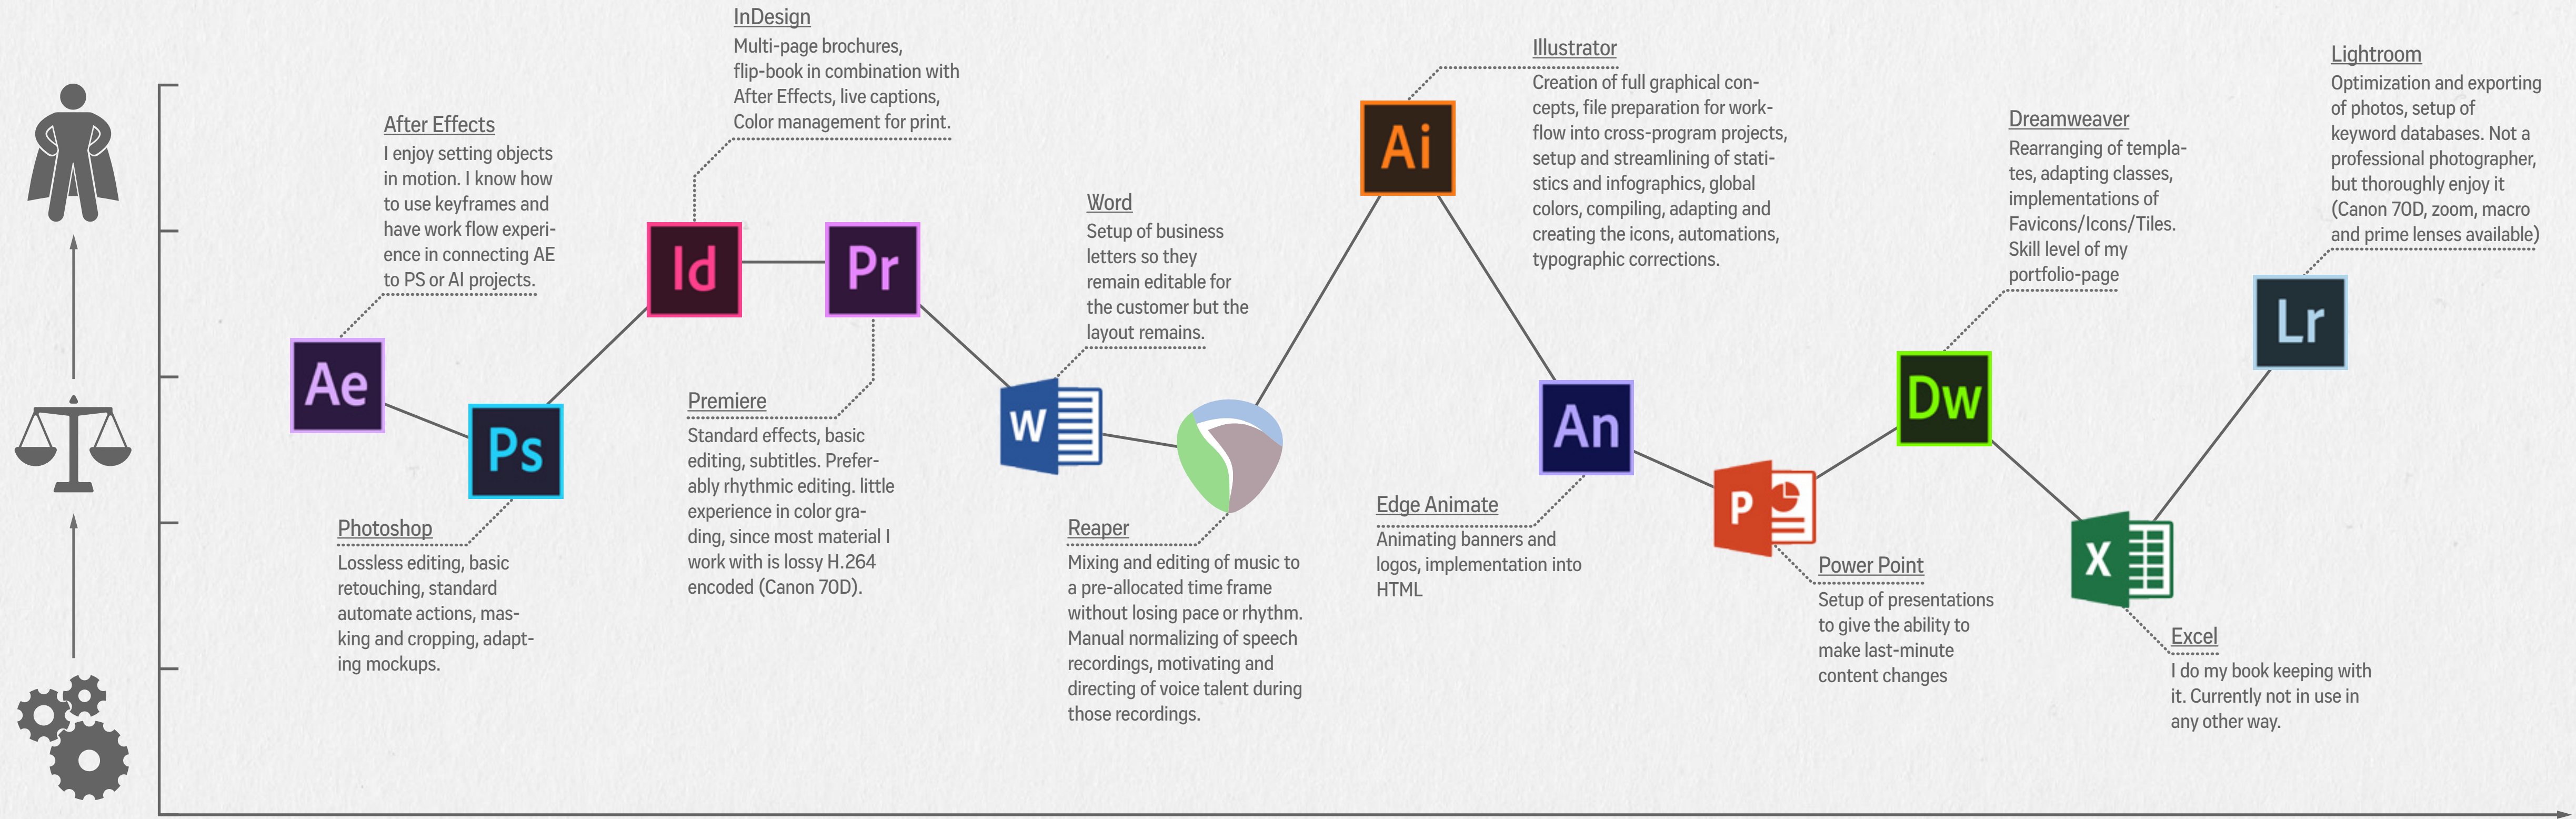 After Effects
I enjoy setting objects
in motion. I know how
to use keyframes and
have work flow experi-
ence in connecting AE
to PS or AI projects.
Ae
Ps
Photoshop
Lossless editing, basic
retouching, standard
automate actions, mas-
king and cropping, adapt-
ing mockups.
InDesign
Multi-page brochures,
flip-book in combination with
After Effects, live captions,
Color management for print.
Id
Pr
Premiere
Standard effects, basic
editing, subtitles. Prefer-
ably rhythmic editing. little
experience in color gra-
ding, since most material I
work with is lossy H.264
encoded (Canon 70D).
Word
Setup of business
letters so they
remain editable for
the customer but the
layout remains.
W
Reaper
Mixing and editing of music to
a pre-allocated time frame
without losing pace or rhythm.
Manual normalizing of speech
recordings, motivating and
directing of voice talent during
those recordings.
Ai
Illustrator
Creation of full graphical con-
cepts, file preparation for work-
flow into cross-program projects,
setup and streamlining of stati-
stics and infographics, global
colors, compiling, adapting and
creating the icons, automations,
typographic corrections.
An
Edge Animate
Animating banners and
logos, implementation into
HTML
P
Power Point
Setup of presentations
to give the ability to
make last-minute
content changes
Dreamweaver
Rearranging of templa-
tes, adapting classes,
implementations of
Favicons/Icons/Tiles.
Skill level of my
portfolio-page
Dw
X
Excel
I do my book keeping with
it. Currently not in use in
any other way.
Lightroom
Optimization and exporting
of photos, setup of
keyword databases. Not a
professional photographer,
but thoroughly enjoy it
(Canon 70D, zoom, macro
and prime lenses available)
Lr